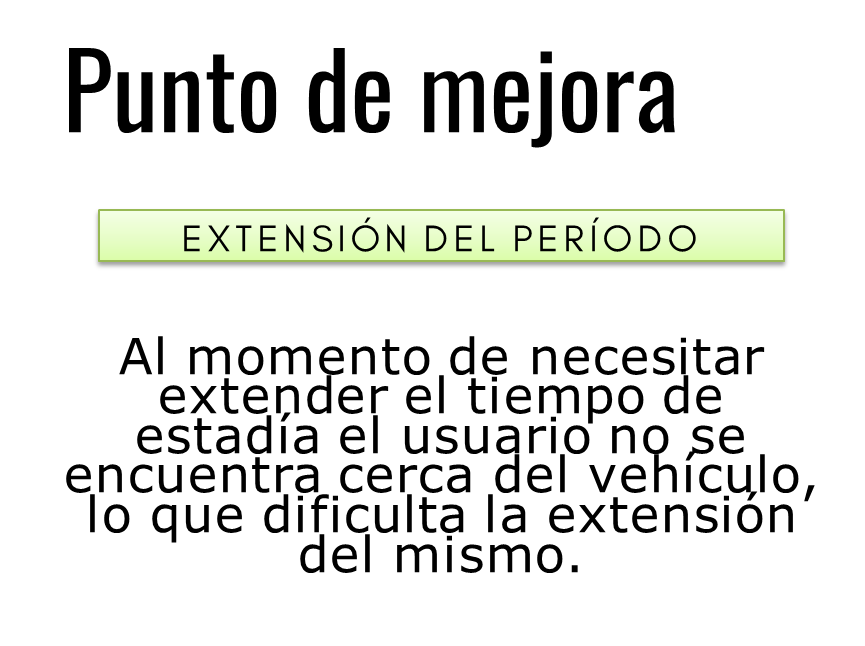 Punto de mejora
EXTENSIÓN DEL PERÍODO
Al momento de necesitar
extender el tiempo de
estadía el usuario no se
encuentra cerca del vehículo,
lo que dificulta la extensión
del mismo.